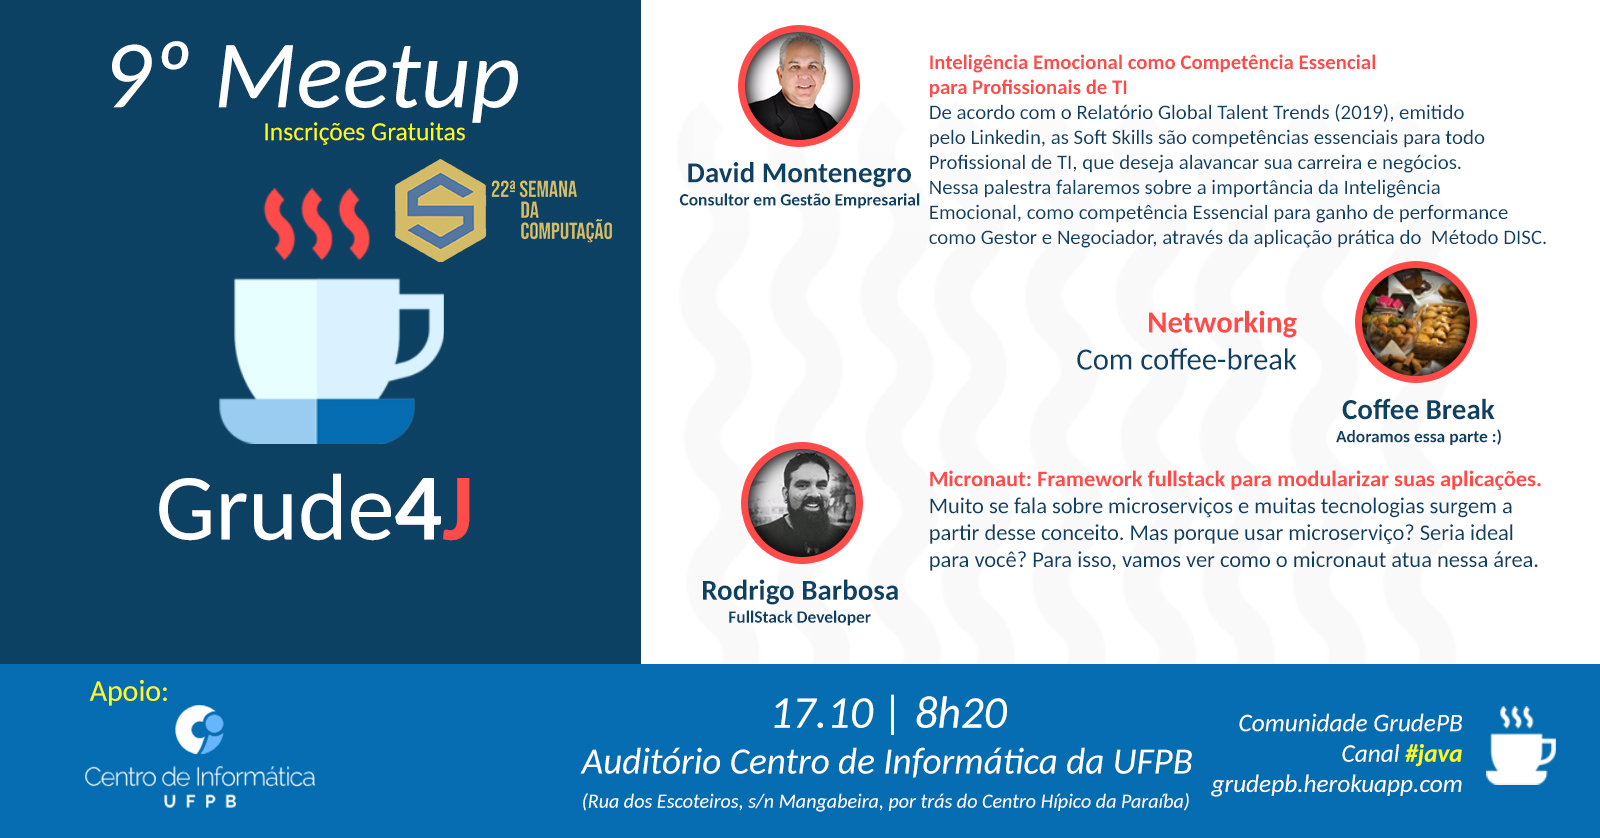 9º Meetup
Inscrições Gratuitas
22ª SEMANA
DA
COMPUTAÇÃO
Grude4J
David Montenegro
Consultor em Gestão Empresarial
Inteligência Emocional como Competência Essencial
para Profissionais de TI
De acordo com o Relatório Global Talent Trends (2019), emitido
pelo Linkedin, as Soft Skills são competências essenciais para todo
Profissional de TI, que deseja alavancar sua carreira e negócios.
Nessa palestra falaremos sobre a importância da Inteligência
Emocional, como competência Essencial para ganho de performance
como Gestor e Negociador, através da aplicação prática do  Método DISC.
Networking
Com coffee-break
Coffee Break
Adoramos essa parte :)
Rodrigo Barbosa
FullStack Developer
Micronaut: Framework fullstack para modularizar suas aplicações.
Muito se fala sobre microserviços e muitas tecnologias surgem a
partir desse conceito. Mas porque usar microserviço? Seria ideal
para você? Para isso, vamos ver como o micronaut atua nessa área.
Apoio:
Centro de Informática
UFPB
17.10 | 8h20
Auditório Centro de Informática da UFPB
(Rua dos Escoteiros, s/n Mangabeira, por trás do Centro Hípico da Paraíba)
Comunidade GrudePB
Canal #java
grudepb.herokuapp.com